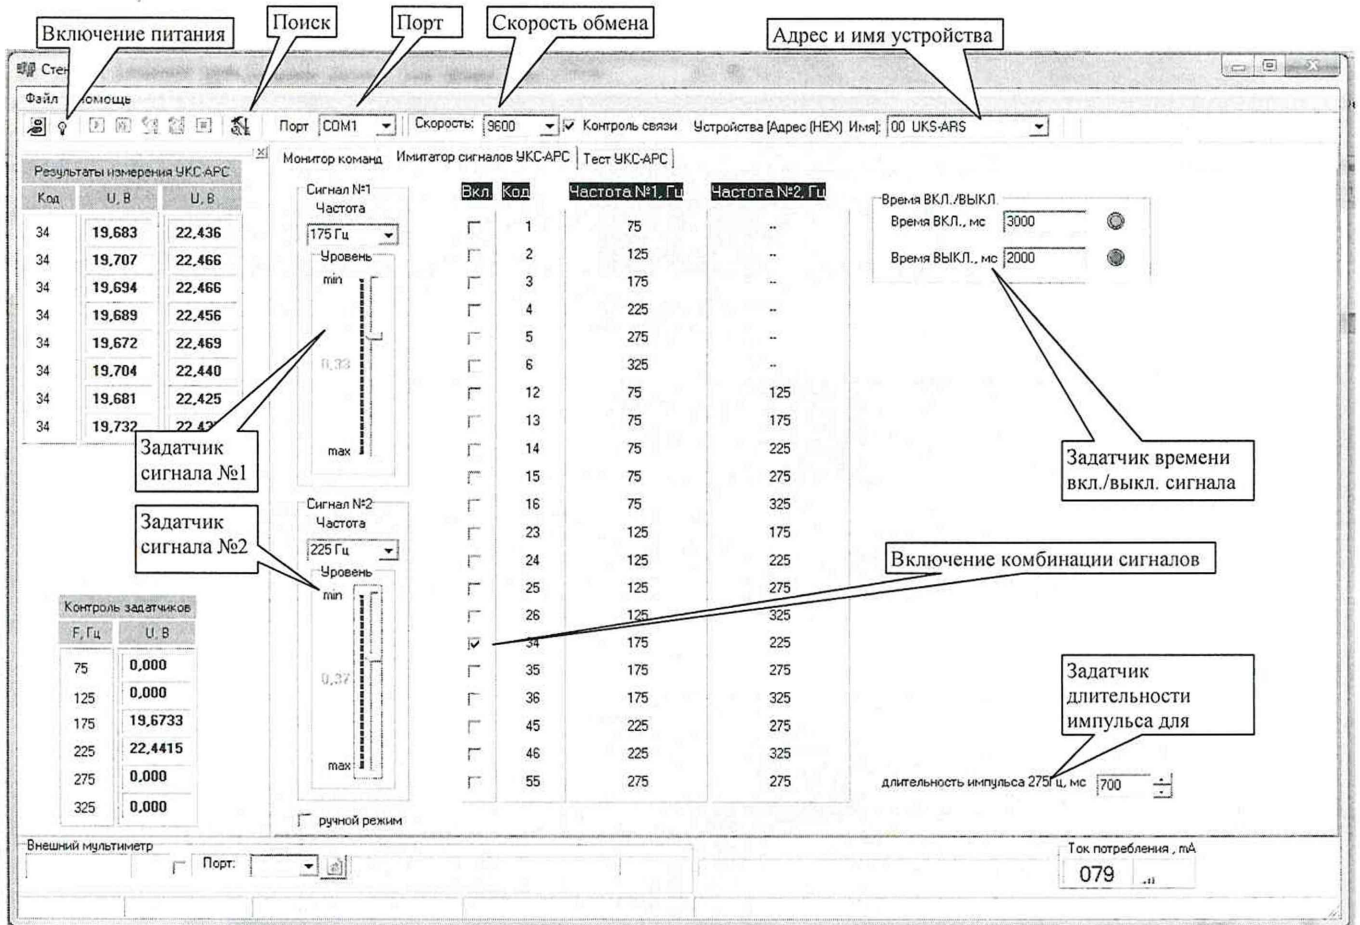 Включение питания
Поиск
Порт
Скорость обмена
Адрес и имя устройства
Файл
Порт COM1 Скорость: 9600 Контроль связи Устройства [Адрес (HEX) Имя]: 00 UKS-ARS
Монитор команд Имитатор сигналов УКС-АРС Тест УКС-АРС
Результаты измерения УКС-АРС
Код U, В U, В
34 19,683 22,436
34 19,707 22,466
34 19,694 22,466
34 19,689 22,456
34 19,672 22,469
34 19,704 22,440
34 19,681 22,425
34 19,732
Задатчик
сигнала №1
Задатчик
сигнала №2
Контроль задатчиков
F, Гц U, В
75 0,000
125 0,000
175 19,6733
225 22,4415
275 0,000
325 0,000
Сигнал №1
Частота
175 Гц
Уровень
min
0,33
max
Сигнал №2
Частота
225 Гц
Уровень
min
0,37
max
ручной режим
Вкл. Код Частота №1, Гц Частота №2, Гц
1 75 --
2 125 --
3 175 --
4 225 --
5 275 --
6 325 --
12 75 125
13 75 175
14 75 225
15 75 275
16 75 325
23 125 175
24 125 225
25 125 275
26 125 325
34 175 225
35 175 275
36 175 325
45 225 275
46 225 325
55 275 275
Время ВКЛ./ВЫКЛ.
Время ВКЛ., мс 3000
Время ВЫКЛ., мс 2000
Задатчик времени
вкл./выкл. сигнала
Включение комбинации сигналов
Задатчик
длительности
импульса для
длительность импульса 275Гц, мс 700
Внешний мультиметр
Порт:
Ток потребления, mA
079